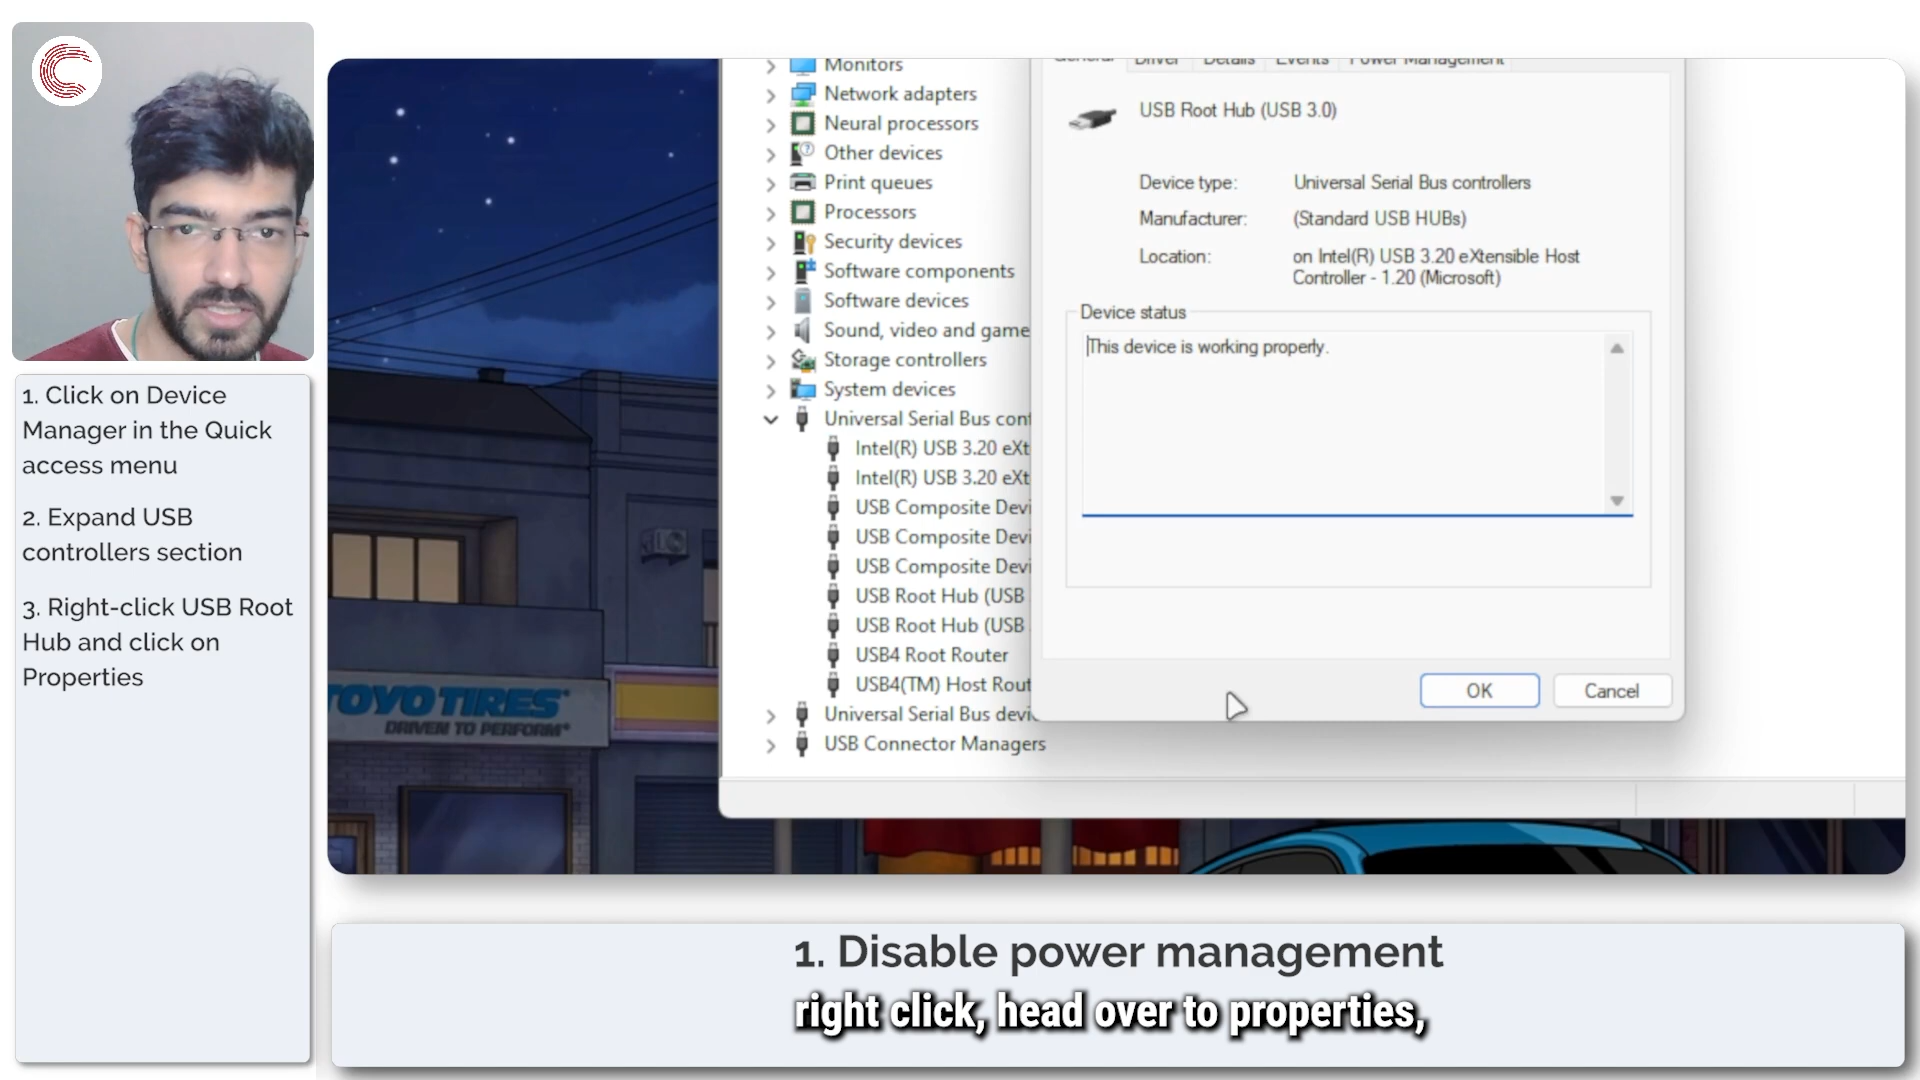 1. Click on Device
Manager in the Quick
access menu
2. Expand USB
controllers section
3. Right-click USB Root
Hub and click on
Properties
Monitors
Network adapters
Neural processors
Other devices
Print queues
Processors
Security devices
Software components
Software devices
Sound, video and game
Storage controllers
System devices
Universal Serial Bus cont
Intel(R) USB 3.20 eXt
Intel(R) USB 3.20 eXt
USB Composite Devi
USB Composite Devi
USB Composite Devi
USB Root Hub (USB
USB Root Hub (USB
USB4 Root Router
USB4(TM) Host Rout
Universal Serial Bus devi
USB Connector Managers
General Driver Details Events Power Management
USB Root Hub (USB 3.0)
Device type: Universal Serial Bus controllers
Manufacturer: (Standard USB HUBs)
Location: on Intel(R) USB 3.20 eXtensible Host
Controller - 1.20 (Microsoft)
Device status
This device is working properly.
OK Cancel
TOYO TIRES
DRIVEN TO PERFORM
1. Disable power management
right click, head over to properties,